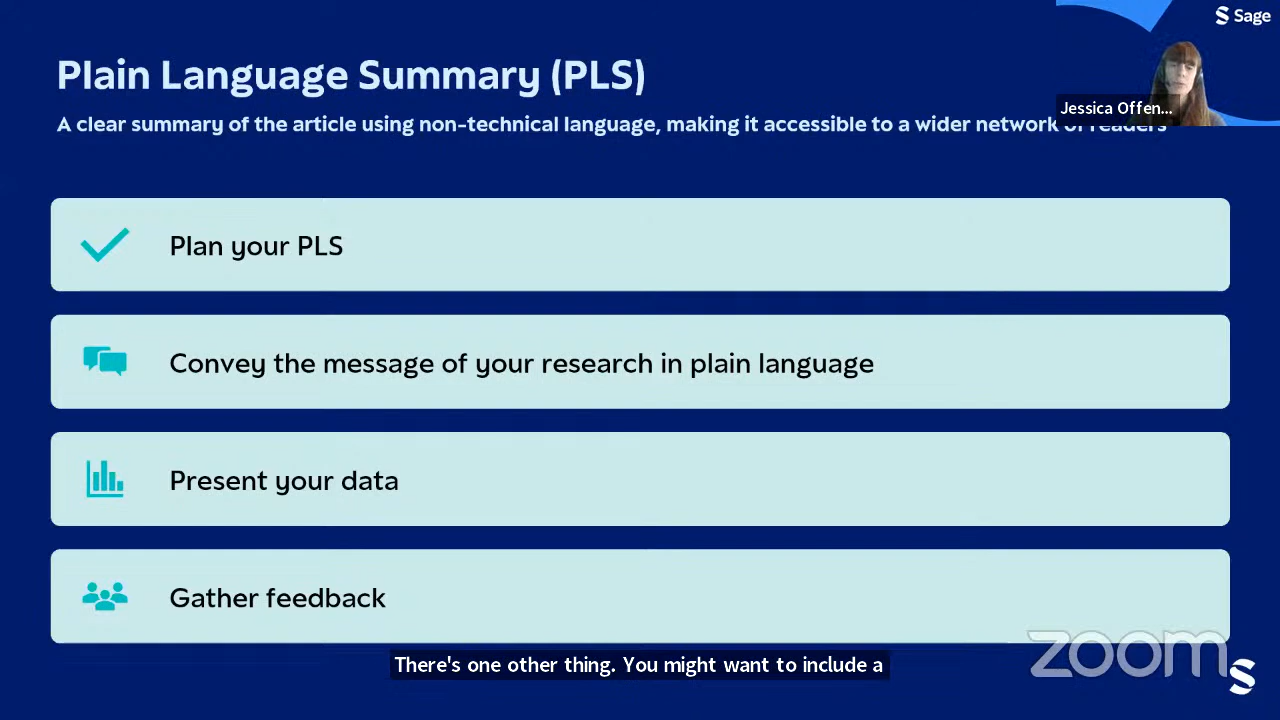 Sage
Plain Language Summary (PLS)
Jessica Offen...
A clear summary of the article using non-technical language, making it accessible to a wider network of readers
Plan your PLS
Convey the message of your research in plain language
Present your data
Gather feedback
zoom
There's one other thing. You might want to include a